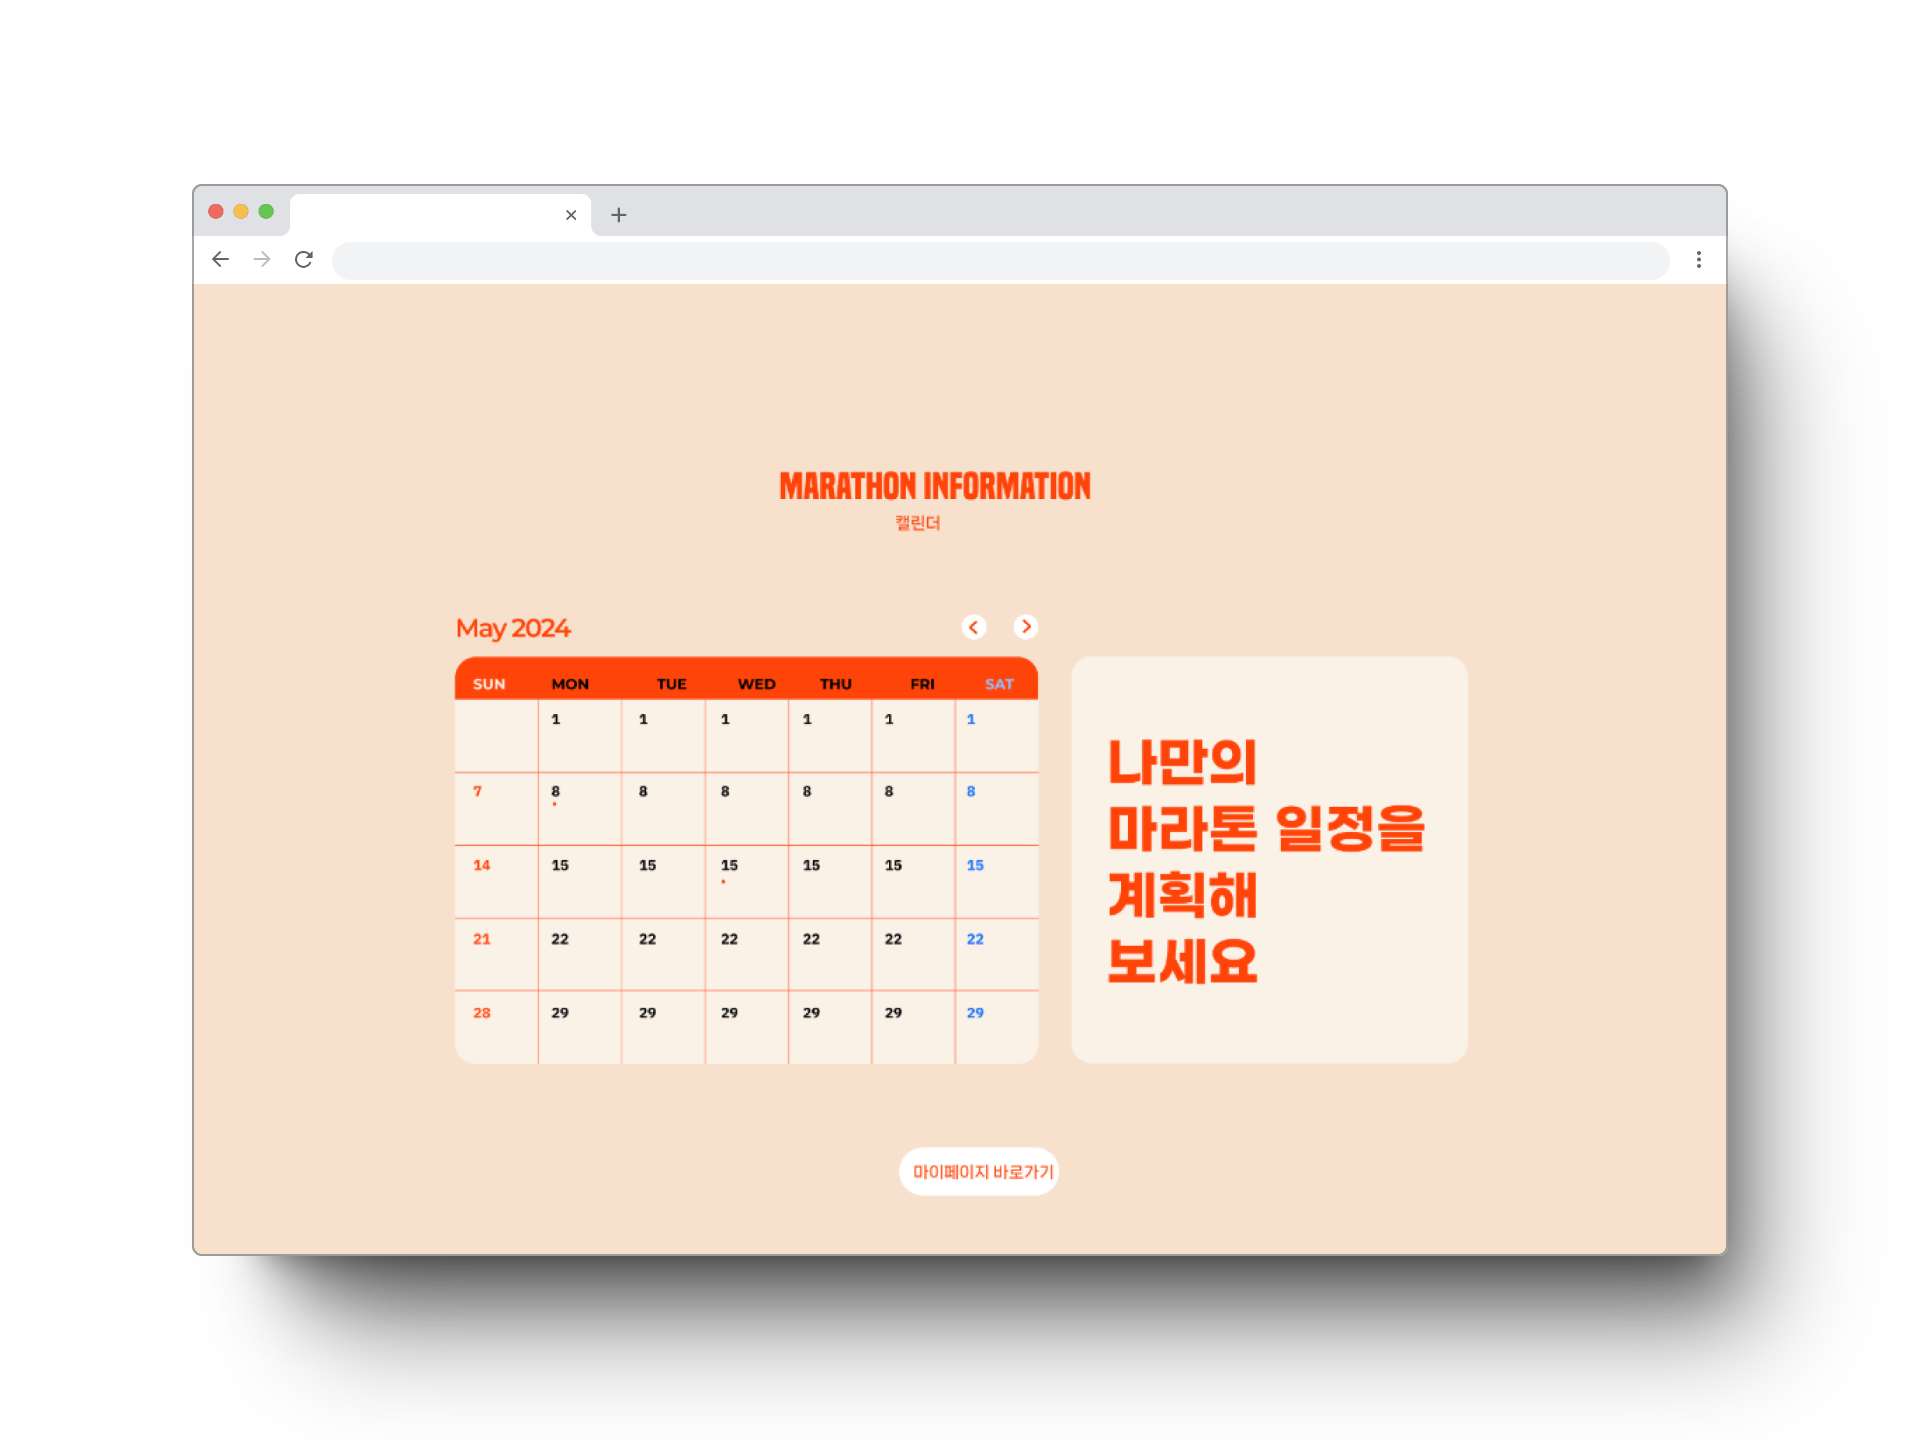 MARATHON INFORMATION
캘린더
May 2024
SUN MON TUE WED THU FRI SAT
1 1 1 1 1 1
7 8 8 8 8 8 8
14 15 15 15 15 15 15
21 22 22 22 22 22 22
28 29 29 29 29 29 29
나만의
마라톤 일정을
계획해
보세요
마이페이지 바로가기